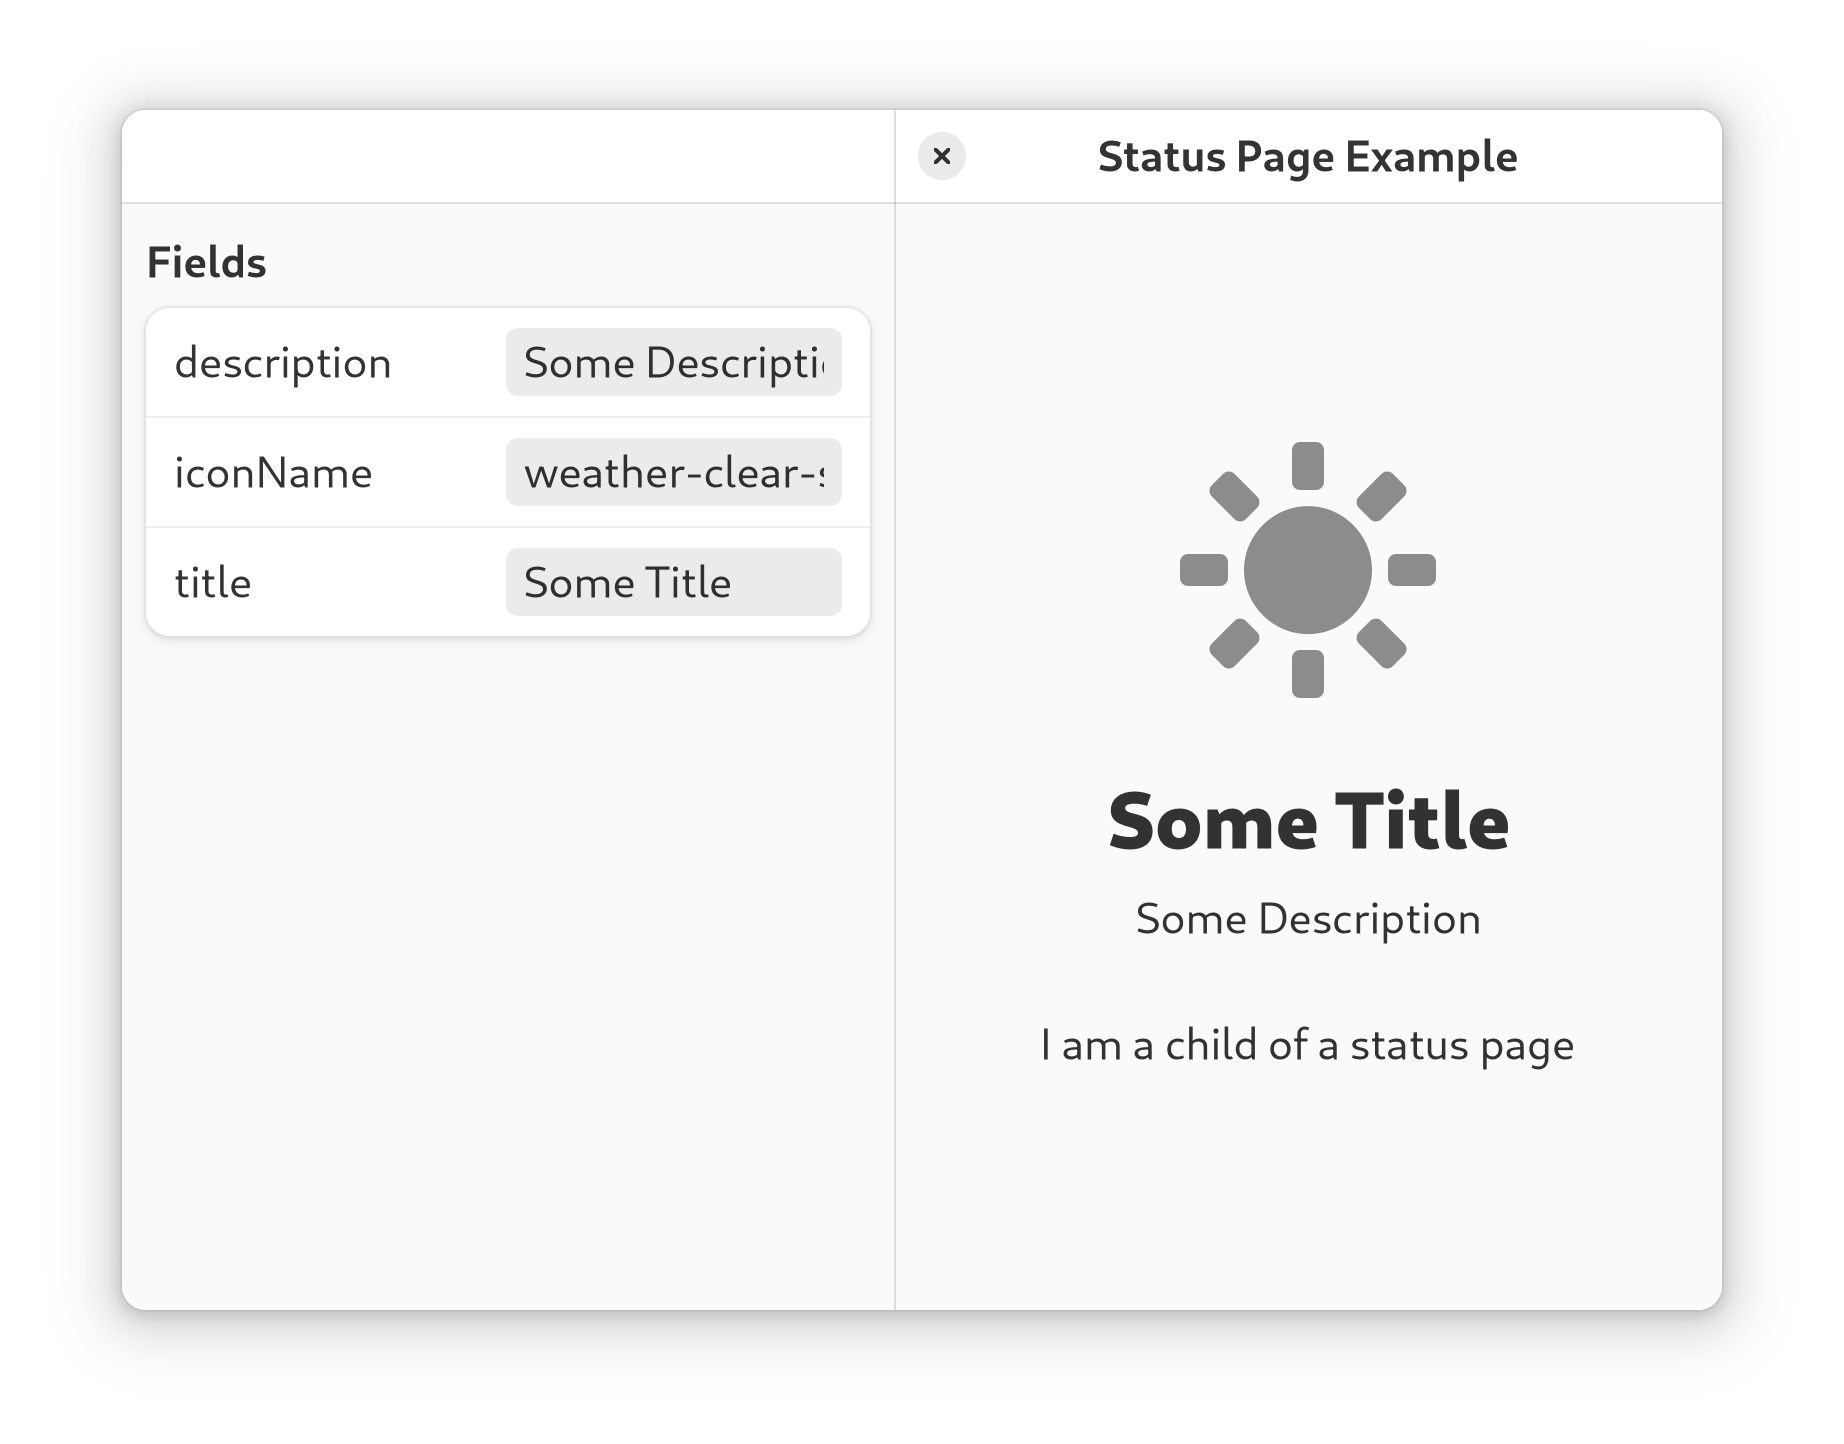 Status Page Example
Fields
description
Some Descripti
iconName
weather-clear-
title
Some Title
Some Title
Some Description
I am a child of a status page